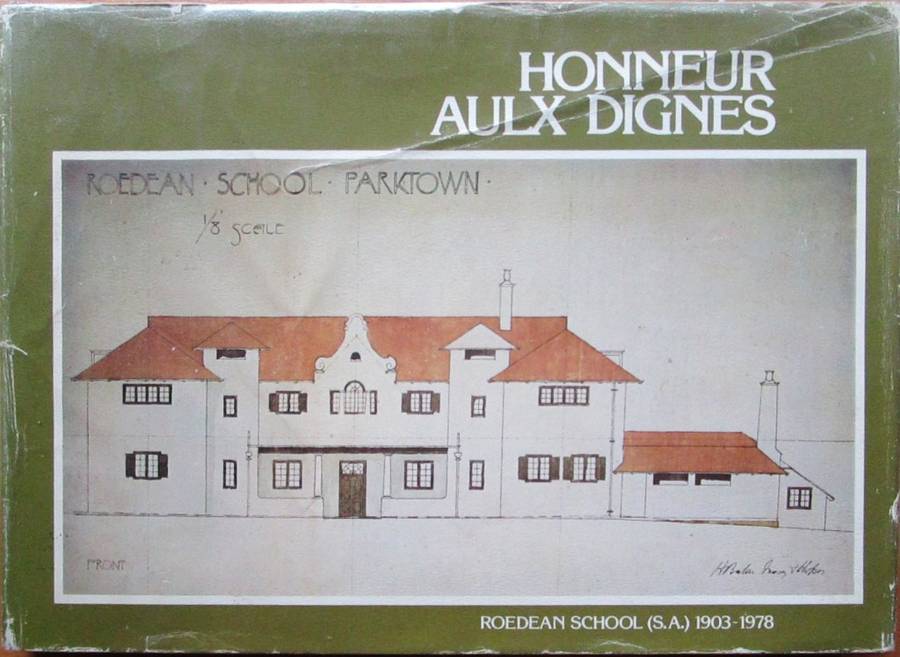 HONNEUR
AULX DIGNES
ROEDEAN · SCHOOL · PARKTOWN ·
1/8" SCALE
FRONT
ROEDEAN SCHOOL (S.A.) 1903-1978